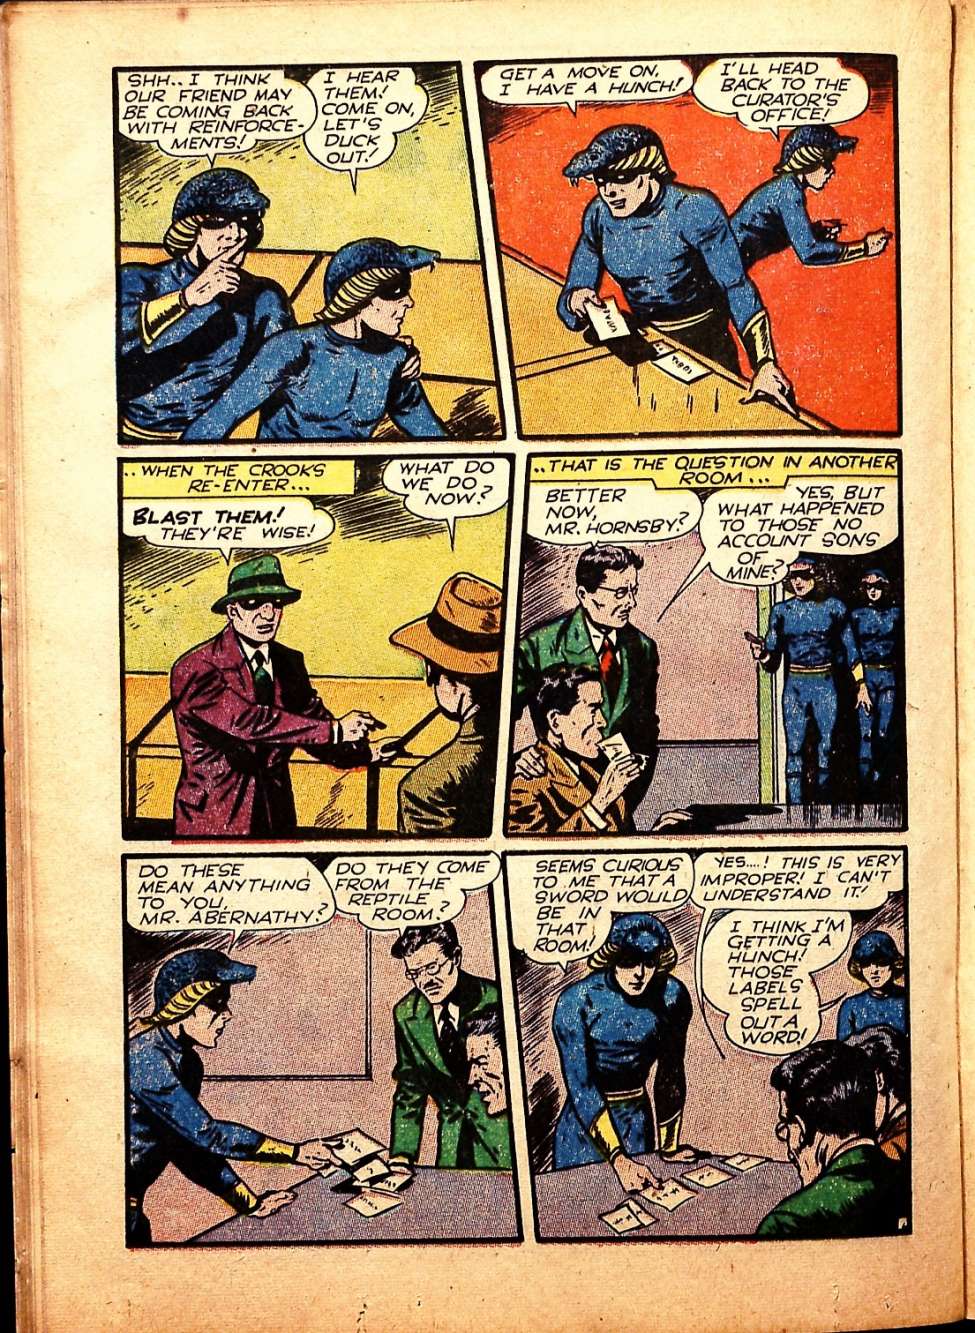 SHH.. I THINK
OUR FRIEND MAY
BE COMING BACK
WITH REINFORCE-
MENTS!
I HEAR
THEM!
COME ON,
LET'S
DUCK
OUT!
GET A MOVE ON,
I HAVE A HUNCH!
I'LL HEAD
BACK TO THE
CURATOR'S
OFFICE!
..WHEN THE CROOKS
RE-ENTER...
BLAST THEM!
THEY'RE WISE!
WHAT DO
WE DO
NOW?
..THAT IS THE QUESTION IN ANOTHER
ROOM...
BETTER
NOW,
MR. HORNSBY?
YES, BUT
WHAT HAPPENED
TO THOSE NO
ACCOUNT SONS
OF
MINE?
DO THESE
MEAN ANYTHING
TO YOU,
MR. ABERNATHY?
DO THEY COME
FROM THE
REPTILE
ROOM?
SEEMS CURIOUS
TO ME THAT A
SWORD WOULD
BE IN
THAT
ROOM!
YES....! THIS IS VERY
IMPROPER! I CAN'T
UNDERSTAND IT!
I THINK I'M
GETTING A
HUNCH!
THOSE
LABELS
SPELL
OUT A
WORD!